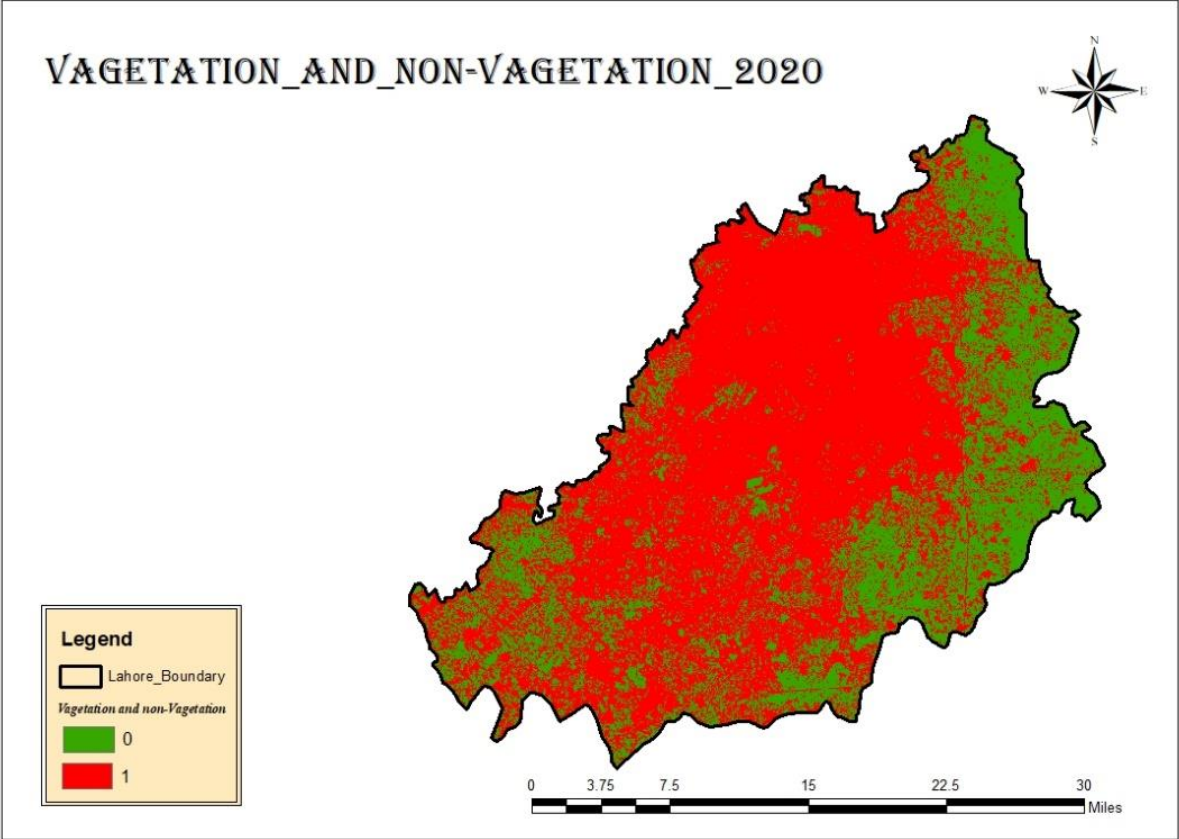 VAGETATION_AND_NON-VAGETATION_2020
N
W E
S
Legend
Lahore_Boundary
Vagetation and non-Vagetation
0
1
0 3.75 7.5 15 22.5 30
Miles